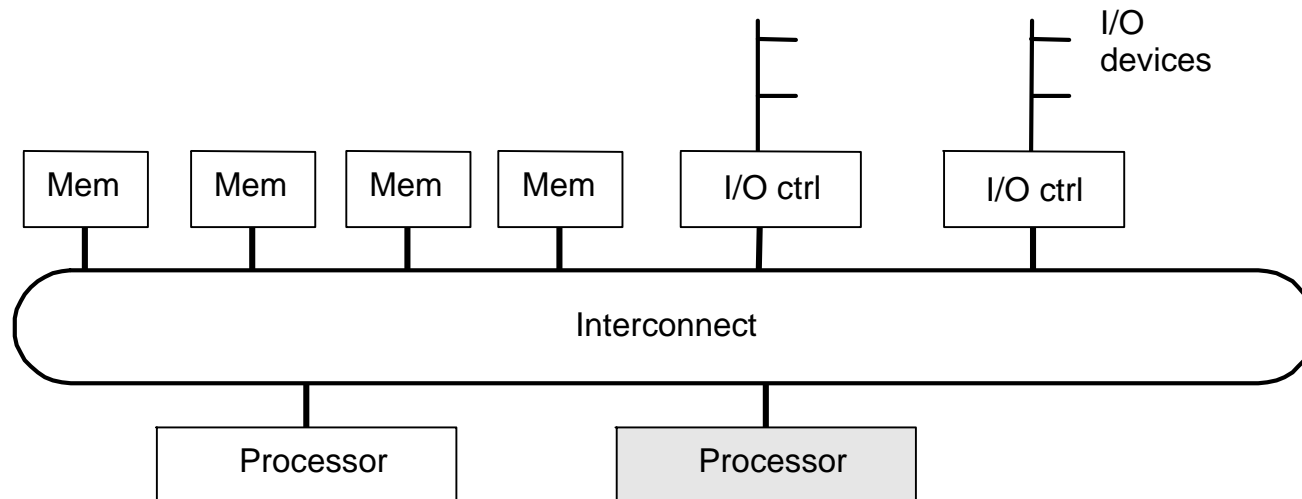 I/O
devices
Mem
Mem
Mem
Mem
I/O ctrl
I/O ctrl
Interconnect
Processor
Processor